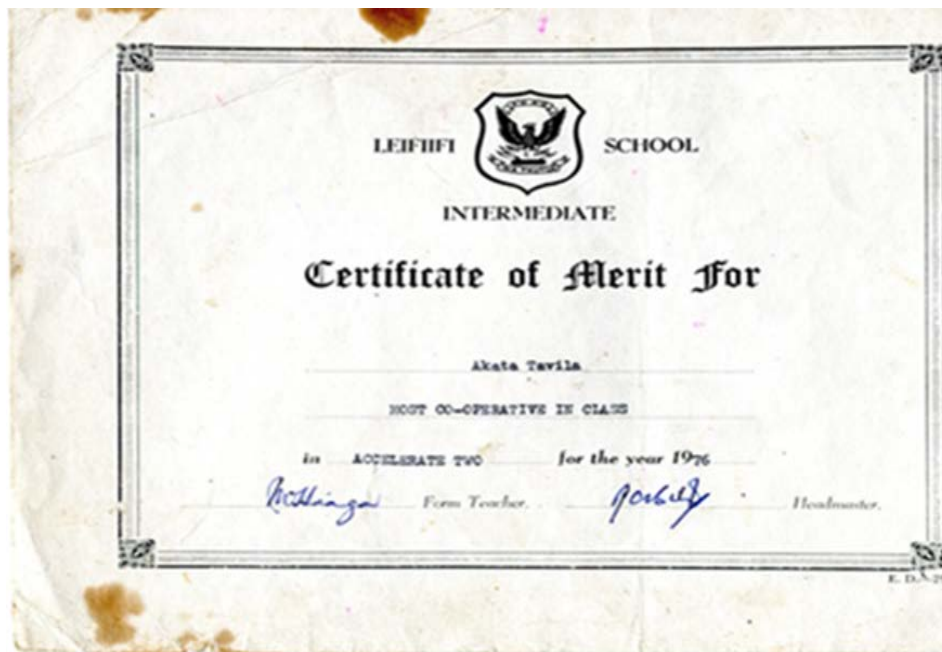 LEIFIIFI SCHOOL
INTERMEDIATE
Certificate of Merit For
Akata Tavila
MOST CO-OPERATIVE IN CLASS
in ACCELERATE TWO for the year 1976
Form Teacher. Headmaster.
E. D.